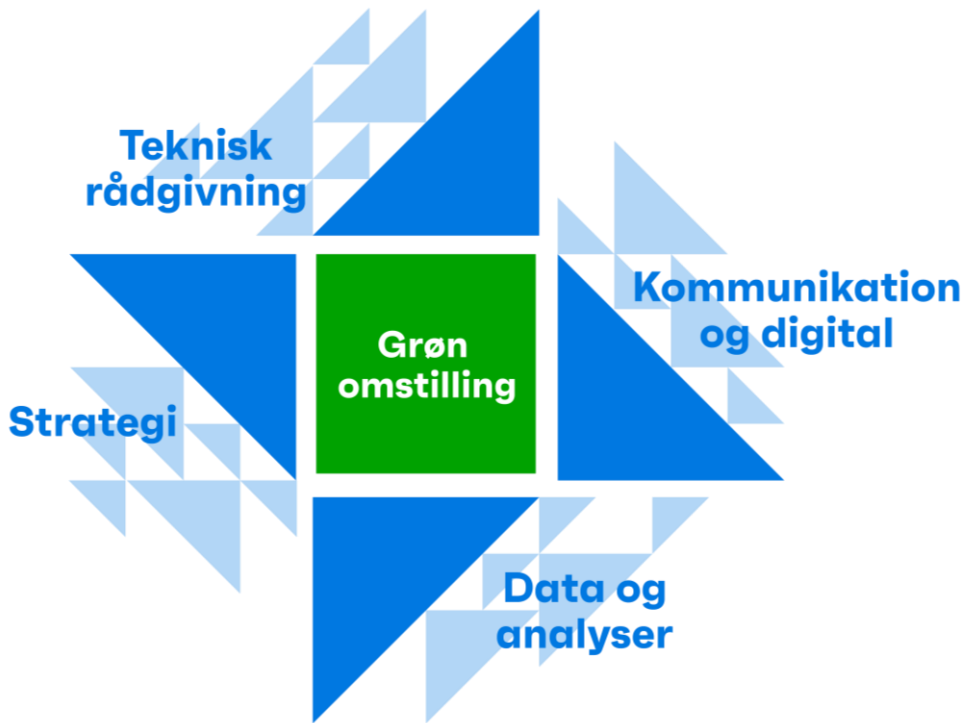 Teknisk
rådgivning
Kommunikation
og digital
Grøn
omstilling
Strategi
Data og
analyser